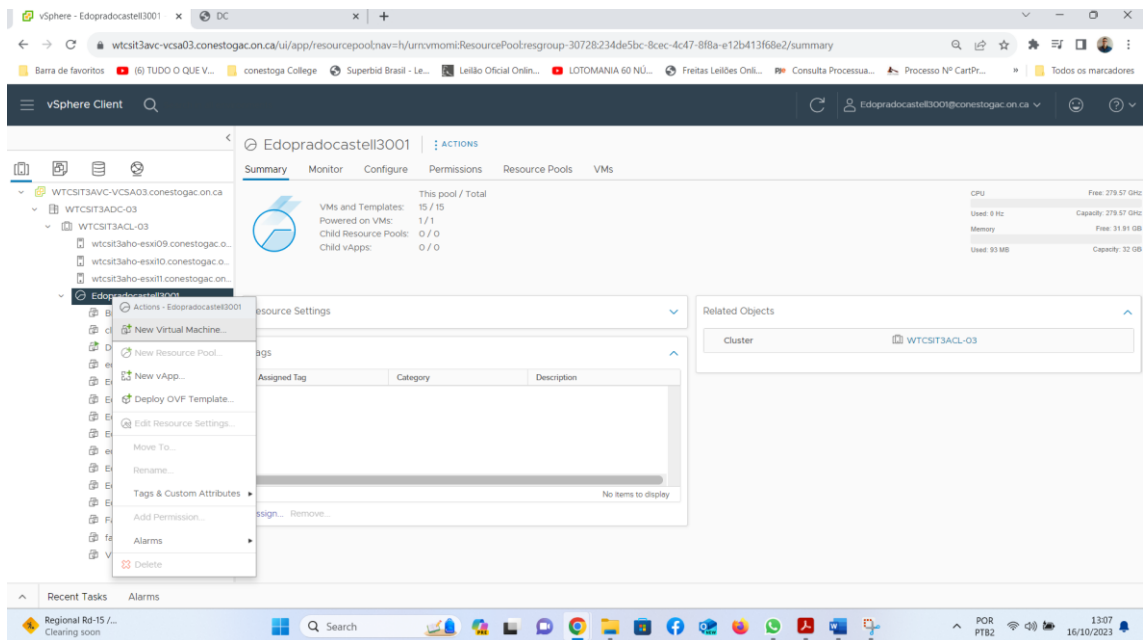 vSphere - Edopradocastell3001
DC
wtcsit3avc-vcsa03.conestogac.on.ca/ui/app/resourcepool;nav=h/urn:vmomi:ResourcePool:resgroup-30728:234de5bc-8cec-4c47-8f8a-e12b413f68e2/summary
Barra de favoritos (6) TUDO O QUE V... conestoga College Superbid Brasil - Le... Leilão Oficial Onlin... LOTOMANIA 60 NÚ... Freitas Leilões Onli... Consulta Processua... Processo Nº CartPr... » Todos os marcadores
vSphere Client Edopradocastell3001@conestogac.on.ca
Edopradocastell3001 ACTIONS
Summary Monitor Configure Permissions Resource Pools VMs
WTCSIT3AVC-VCSA03.conestogac.on.ca
WTCSIT3ADC-03
WTCSIT3ACL-03
wtcsit3aho-esxi09.conestogac.o...
wtcsit3aho-esxi10.conestogac.o...
wtcsit3aho-esxi11.conestogac.on...
Edopradocastell3001
Actions - Edopradocastell3001
New Virtual Machine...
New Resource Pool...
New vApp...
Deploy OVF Template...
Edit Resource Settings...
Move To...
Rename...
Tags & Custom Attributes
Add Permission...
Alarms
Delete
This pool / Total
VMs and Templates: 15 / 15
Powered on VMs: 1 / 1
Child Resource Pools: 0 / 0
Child vApps: 0 / 0
CPU Free: 279.57 GHz
Used: 0 Hz Capacity: 279.57 GHz
Memory Free: 31.91 GB
Used: 93 MB Capacity: 32 GB
esource Settings
ags
Assigned Tag Category Description
No items to display
ssign... Remove...
Related Objects
Cluster WTCSIT3ACL-03
Recent Tasks Alarms
Regional Rd-15 /...
Clearing soon
Search
POR
PTB2
13:07
16/10/2023